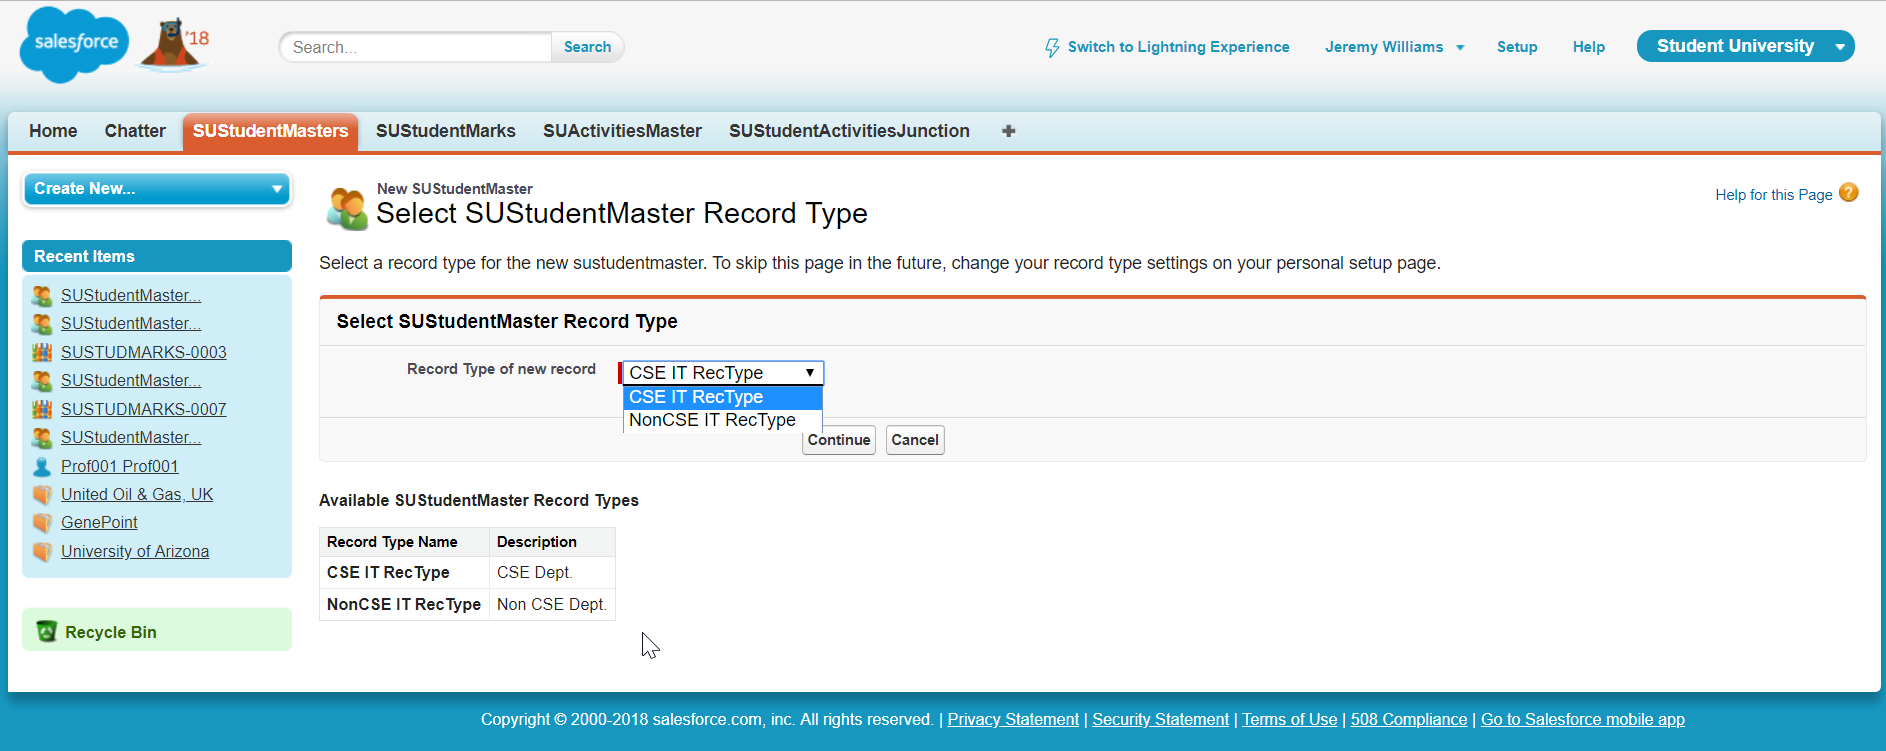 salesforce '18 Search... Search Switch to Lightning Experience Jeremy Williams Setup Help Student University
Home Chatter SUStudentMasters SUStudentMarks SUActivitiesMaster SUStudentActivitiesJunction +
Create New...
Recent Items
SUStudentMaster...
SUStudentMaster...
SUSTUDMARKS-0003
SUStudentMaster...
SUSTUDMARKS-0007
SUStudentMaster...
Prof001 Prof001
United Oil & Gas, UK
GenePoint
University of Arizona
Recycle Bin
New SUStudentMaster
Select SUStudentMaster Record Type
Help for this Page ?
Select a record type for the new sustudentmaster. To skip this page in the future, change your record type settings on your personal setup page.
Select SUStudentMaster Record Type
Record Type of new record CSE IT RecType
CSE IT RecType
NonCSE IT RecType
Continue Cancel
Available SUStudentMaster Record Types
Record Type Name Description
CSE IT RecType CSE Dept.
NonCSE IT RecType Non CSE Dept.
Copyright © 2000-2018 salesforce.com, inc. All rights reserved. | Privacy Statement | Security Statement | Terms of Use | 508 Compliance | Go to Salesforce mobile app